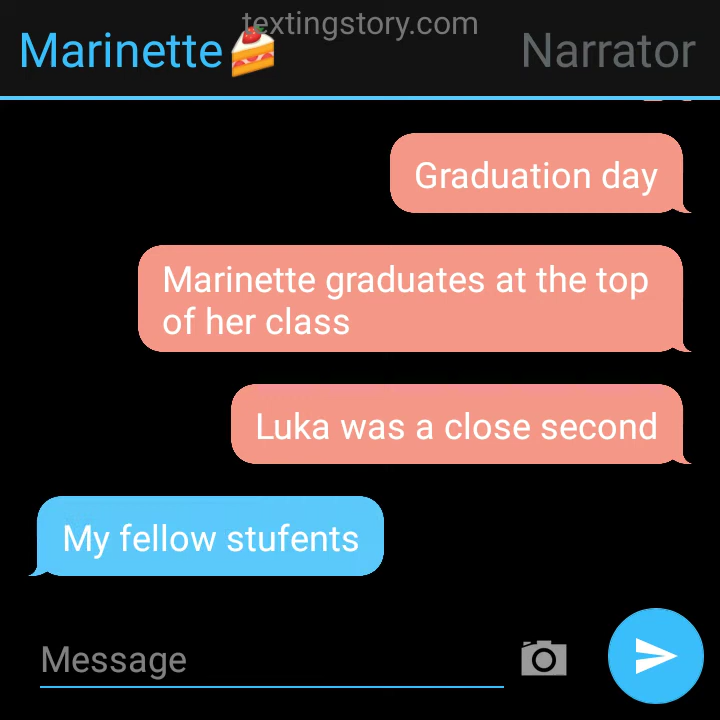 textingstory.com
Marinette🍰 Narrator
Graduation day
Marinette graduates at the top
of her class
Luka was a close second
My fellow stufents
Message